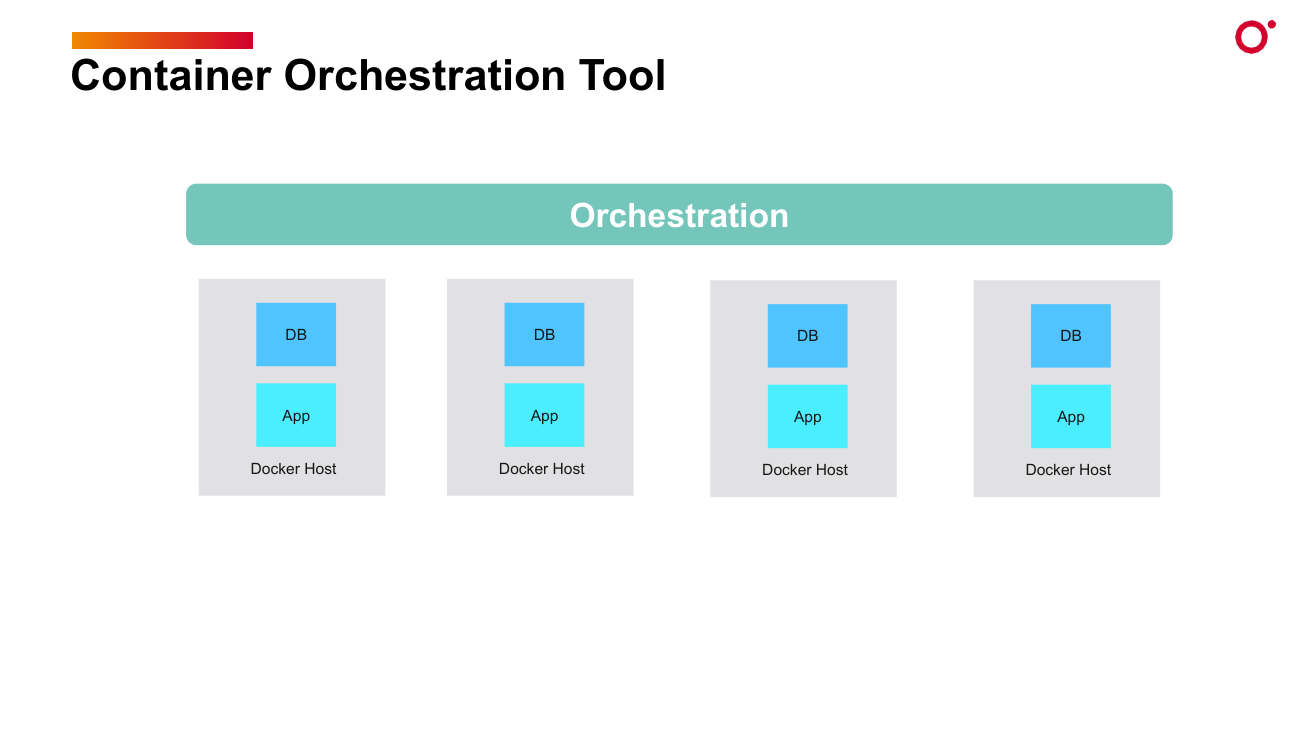 Container Orchestration Tool
Orchestration
DB
App
Docker Host
DB
App
Docker Host
DB
App
Docker Host
DB
App
Docker Host